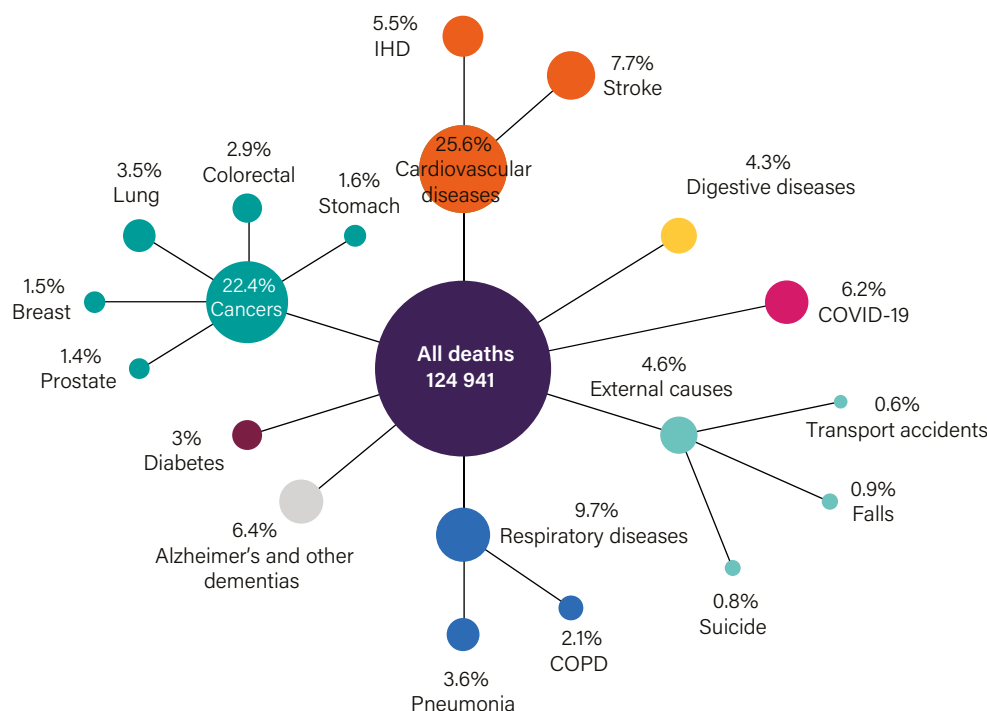 5.5%
IHD
7.7%
Stroke
25.6%
Cardiovascular
diseases
2.9%
Colorectal
3.5%
Lung
1.6%
Stomach
4.3%
Digestive diseases
1.5%
Breast
22.4%
Cancers
6.2%
COVID-19
1.4%
Prostate
All deaths
124 941
4.6%
External causes
0.6%
Transport accidents
3%
Diabetes
0.9%
Falls
6.4%
Alzheimer's and other
dementias
9.7%
Respiratory diseases
0.8%
Suicide
2.1%
COPD
3.6%
Pneumonia